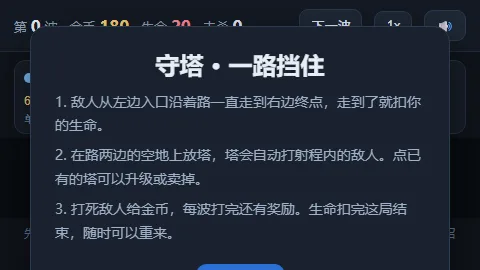 第 0 波 金币 180 生命 20 击杀 0
下一波 1x
守塔 • 一路挡住
1. 敌人从左边入口沿着路一直走到右边终点，走到了就扣你
的生命。
2. 在路两边的空地上放塔，塔会自动打射程内的敌人。点已
有的塔可以升级或卖掉。
3. 打死敌人给金币，每波打完还有奖励。生命扣完这局结
束，随时可以重来。